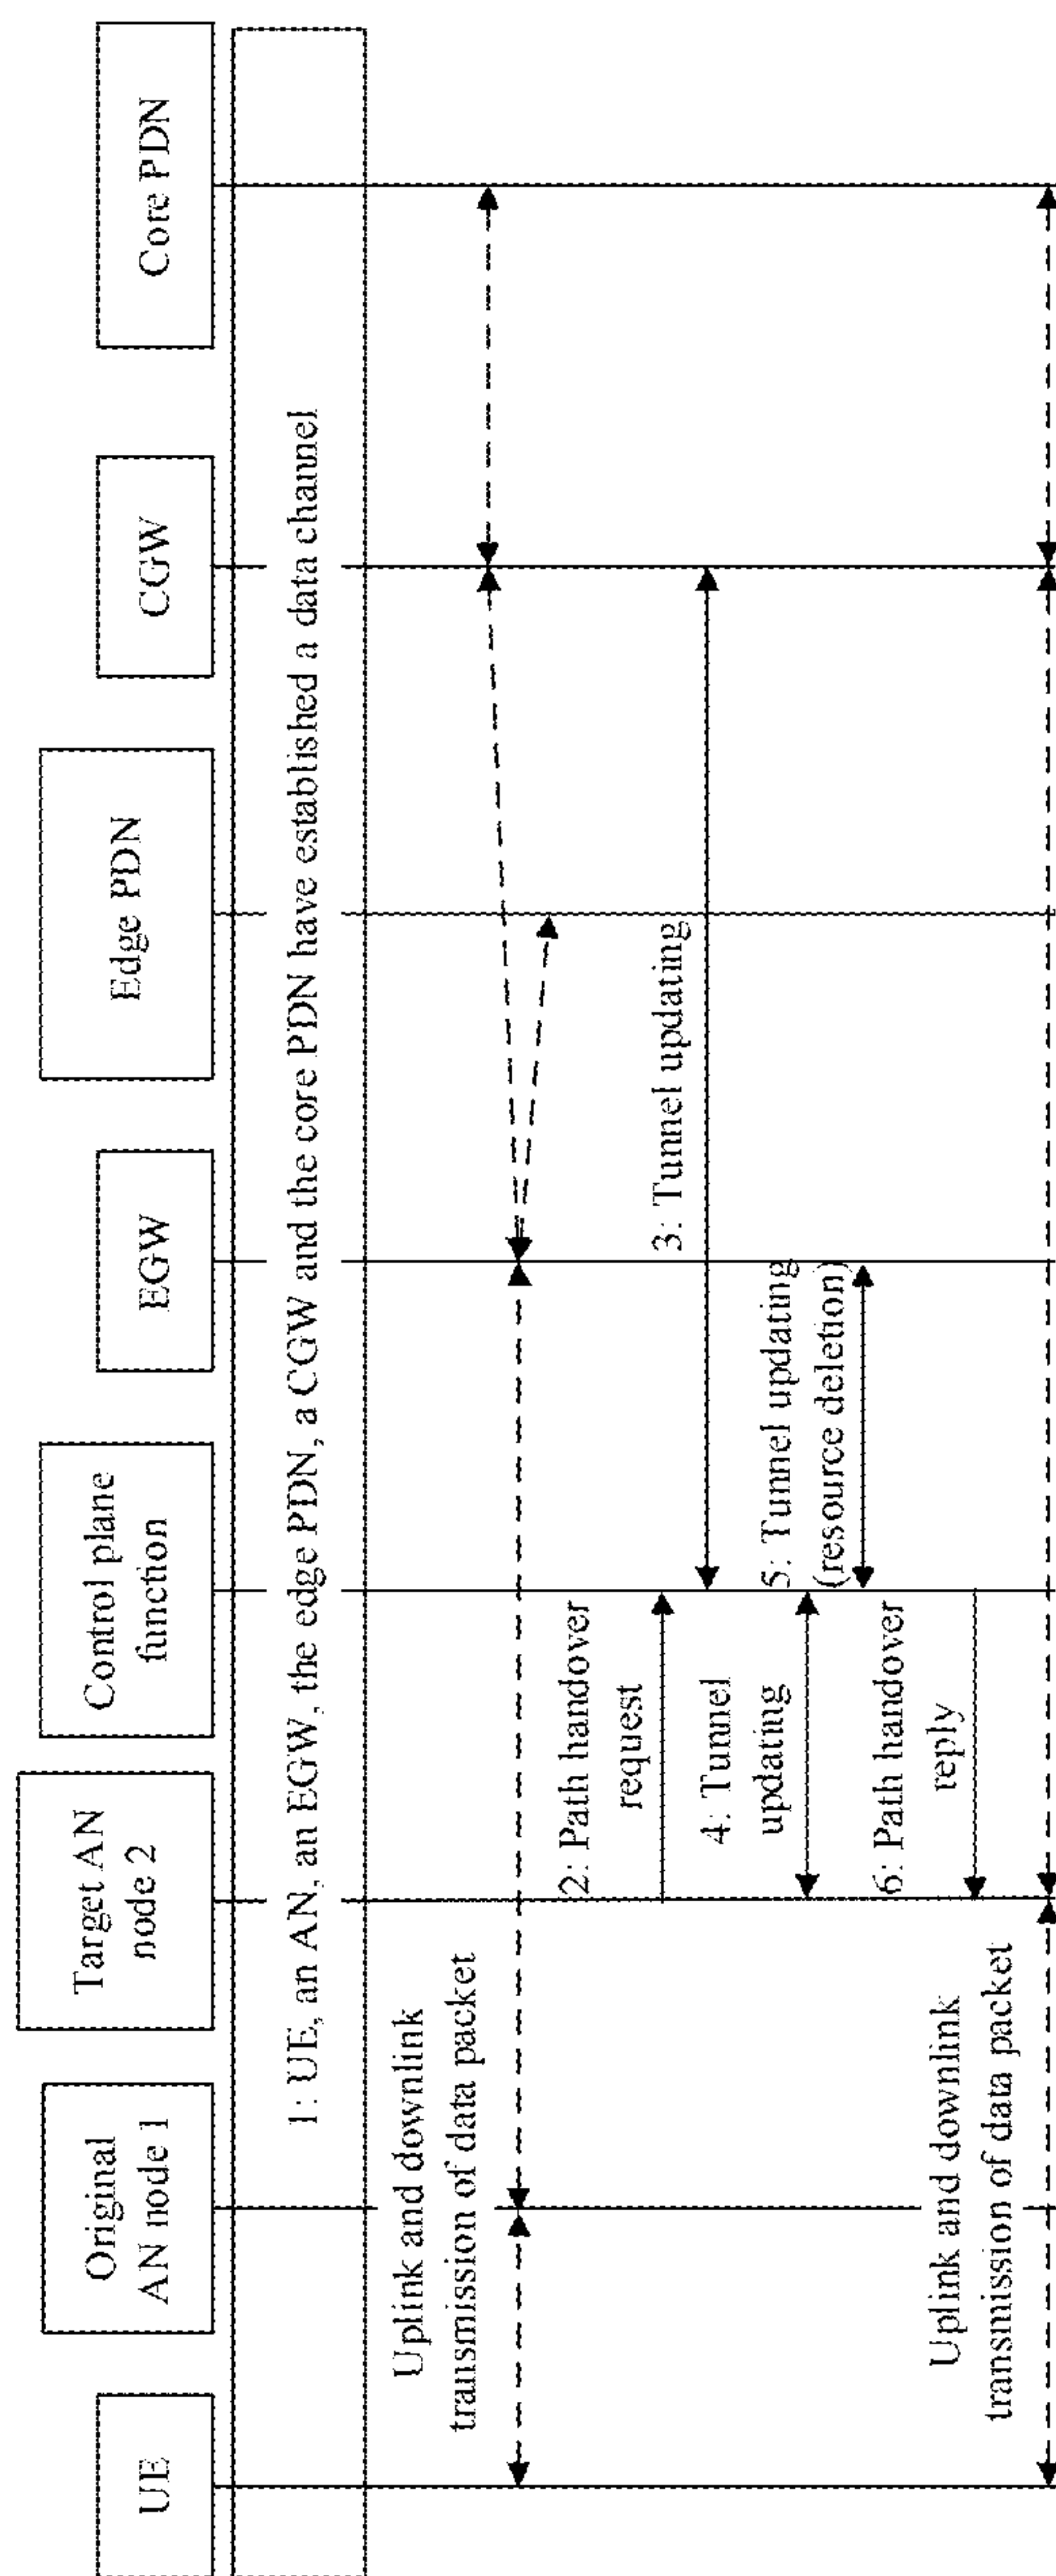 UE
Original
AN node 1
Target AN
node 2
Control plane
function
EGW
Edge PDN
CGW
Core PDN
1: UE, an AN, an EGW, the edge PDN, a CGW and the core PDN have established a data channel
Uplink and downlink
transmission of data packet
2: Path handover
request
3: Tunnel updating
4: Tunnel
updating
5: Tunnel updating
(resource deletion)
6: Path handover
reply
Uplink and downlink
transmission of data packet